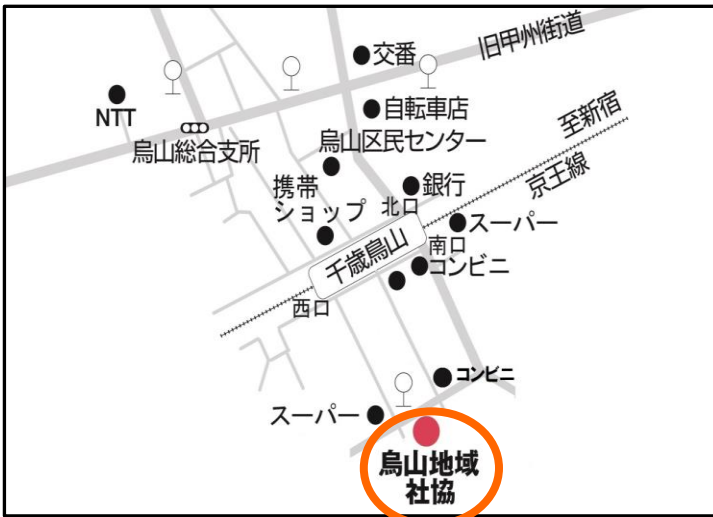 交番
旧甲州街道
NTT
自転車店
至新宿
烏山総合支所
烏山区民センター
京王線
携帯
ショップ
銀行
北口
スーパー
千歳烏山
南口
コンビニ
西口
コンビニ
スーパー
烏山地域
社協